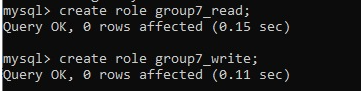 mysql> create role group7_read;
Query OK, 0 rows affected (0.15 sec)
mysql> create role group7_write;
Query OK, 0 rows affected (0.11 sec)